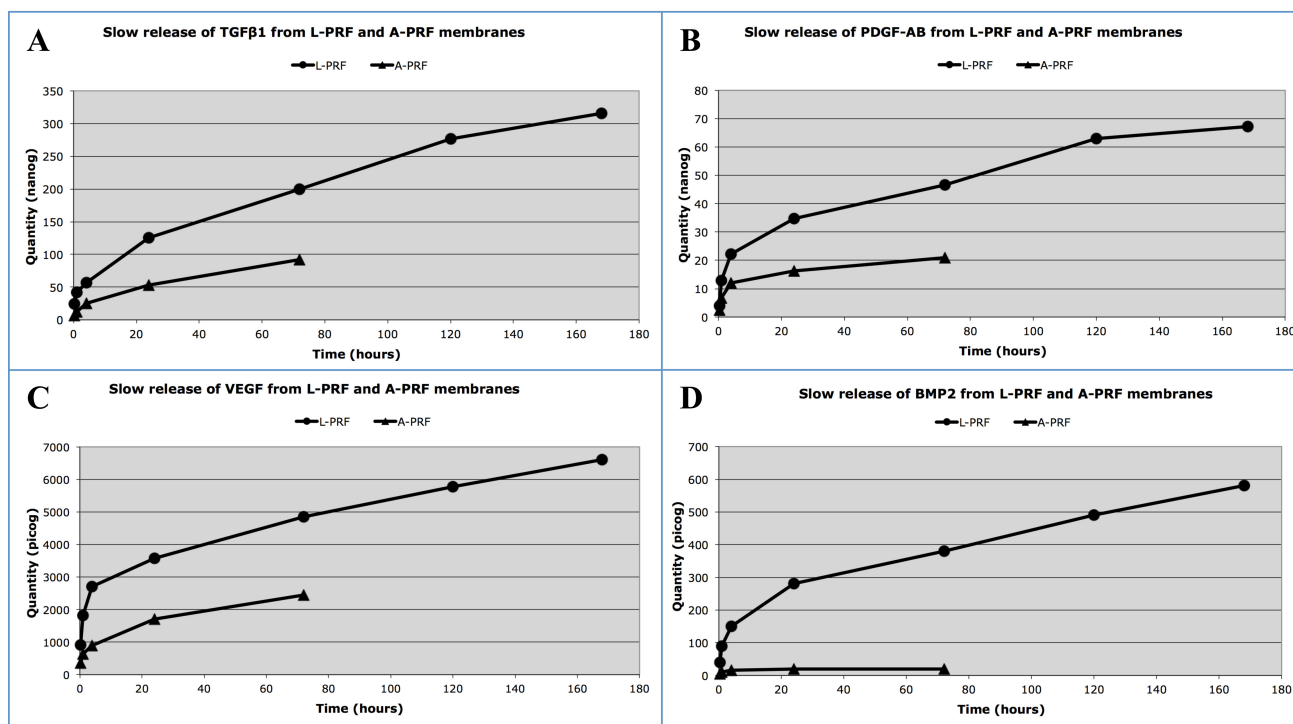 A
Slow release of TGFβ1 from L-PRF and A-PRF membranes
L-PRF A-PRF
Quantity (nanog)
350
300
250
200
150
100
50
0
0 20 40 60 80 100 120 140 160 180
Time (hours)
B
Slow release of PDGF-AB from L-PRF and A-PRF membranes
L-PRF A-PRF
Quantity (nanog)
80
70
60
50
40
30
20
10
0
0 20 40 60 80 100 120 140 160 180
Time (hours)
C
Slow release of VEGF from L-PRF and A-PRF membranes
L-PRF A-PRF
Quantity (picog)
7000
6000
5000
4000
3000
2000
1000
0
0 20 40 60 80 100 120 140 160 180
Time (hours)
D
Slow release of BMP2 from L-PRF and A-PRF membranes
L-PRF A-PRF
Quantity (picog)
700
600
500
400
300
200
100
0
0 20 40 60 80 100 120 140 160 180
Time (hours)